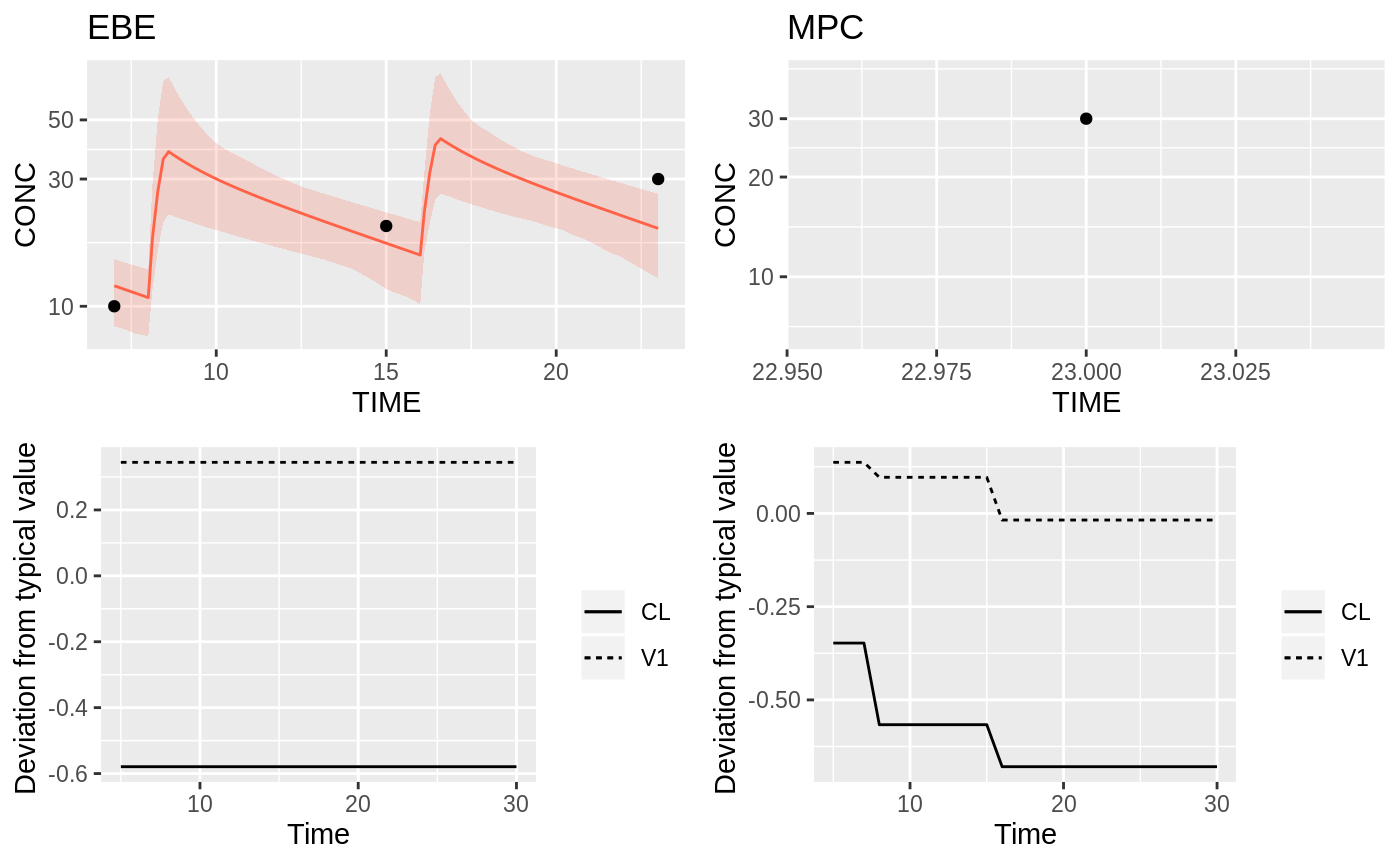 EBE
MPC
CONC
50
30
10
10
15
20
TIME
CONC
30
20
10
22.950
22.975
23.000
23.025
TIME
Deviation from typical value
0.2
0.0
-0.2
-0.4
-0.6
10
20
30
Time
CL
V1
Deviation from typical value
0.00
-0.25
-0.50
10
20
30
Time
CL
V1